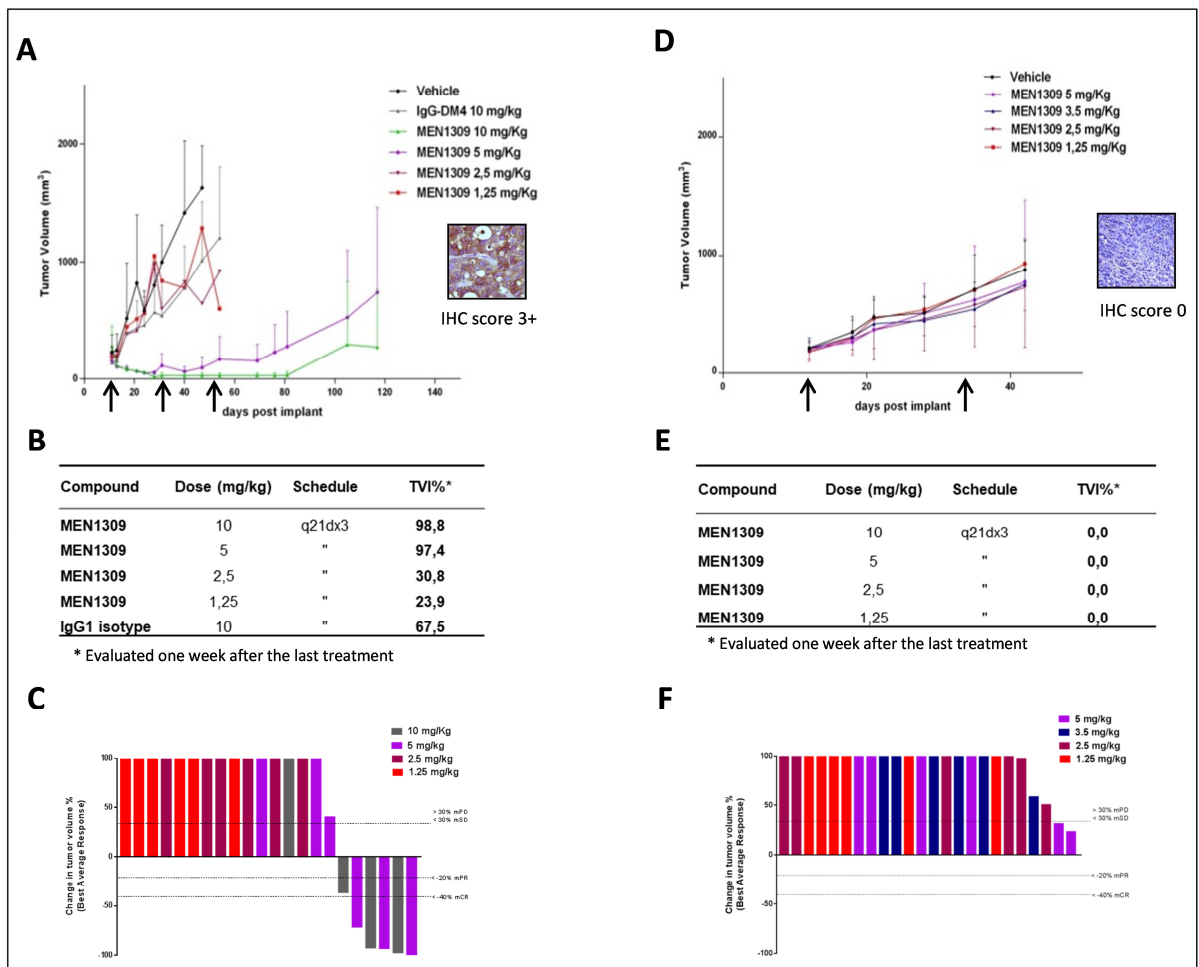 A
Vehicle
IgG-DM4 10 mg/kg
MEN1309 10 mg/Kg
MEN1309 5 mg/Kg
MEN1309 2,5 mg/Kg
MEN1309 1,25 mg/Kg
Tumor Volume (mm³)
2000
1000
0
0 20 40 60 80 100 120 140
days post implant
IHC score 3+
B
Compound Dose (mg/kg) Schedule TVI%*
MEN1309 10 q21dx3 98,8
MEN1309 5 " 97,4
MEN1309 2,5 " 30,8
MEN1309 1,25 " 23,9
IgG1 isotype 10 " 67,5
* Evaluated one week after the last treatment
C
10 mg/Kg
5 mg/kg
2.5 mg/kg
1.25 mg/kg
Change in tumor volume %
(Best Average Response)
100
50
0
-50
-100
> 30% mPD
< 30% mSD
< -20% mPR
< -40% mCR
D
Vehicle
MEN1309 5 mg/Kg
MEN1309 3.5 mg/Kg
MEN1309 2,5 mg/Kg
MEN1309 1,25 mg/Kg
Tumor Volume (mm³)
2000
1000
0
0 20 40
days post implant
IHC score 0
E
Compound Dose (mg/kg) Schedule TVI%*
MEN1309 10 q21dx3 0,0
MEN1309 5 " 0,0
MEN1309 2,5 " 0,0
MEN1309 1,25 " 0,0
* Evaluated one week after the last treatment
F
5 mg/kg
3.5 mg/kg
2.5 mg/kg
1.25 mg/kg
Change in tumor volume %
(Best Average Response)
100
50
0
-50
-100
> 30% mPD
< 30% mSD
< -20% mPR
< -40% mCR